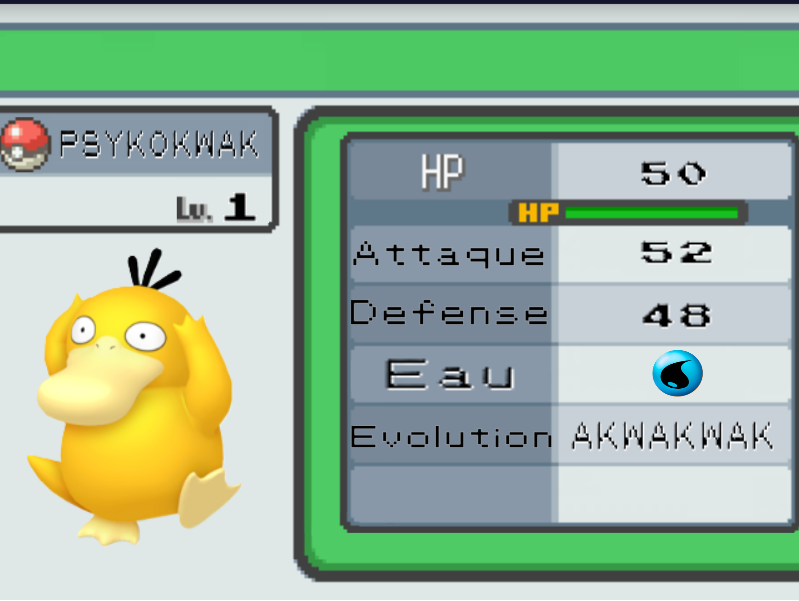 PSYKOKWAK
Lv. 1
HP 50
HP
Attaque 52
Defense 48
Eau
Evolution AKWAKWAK